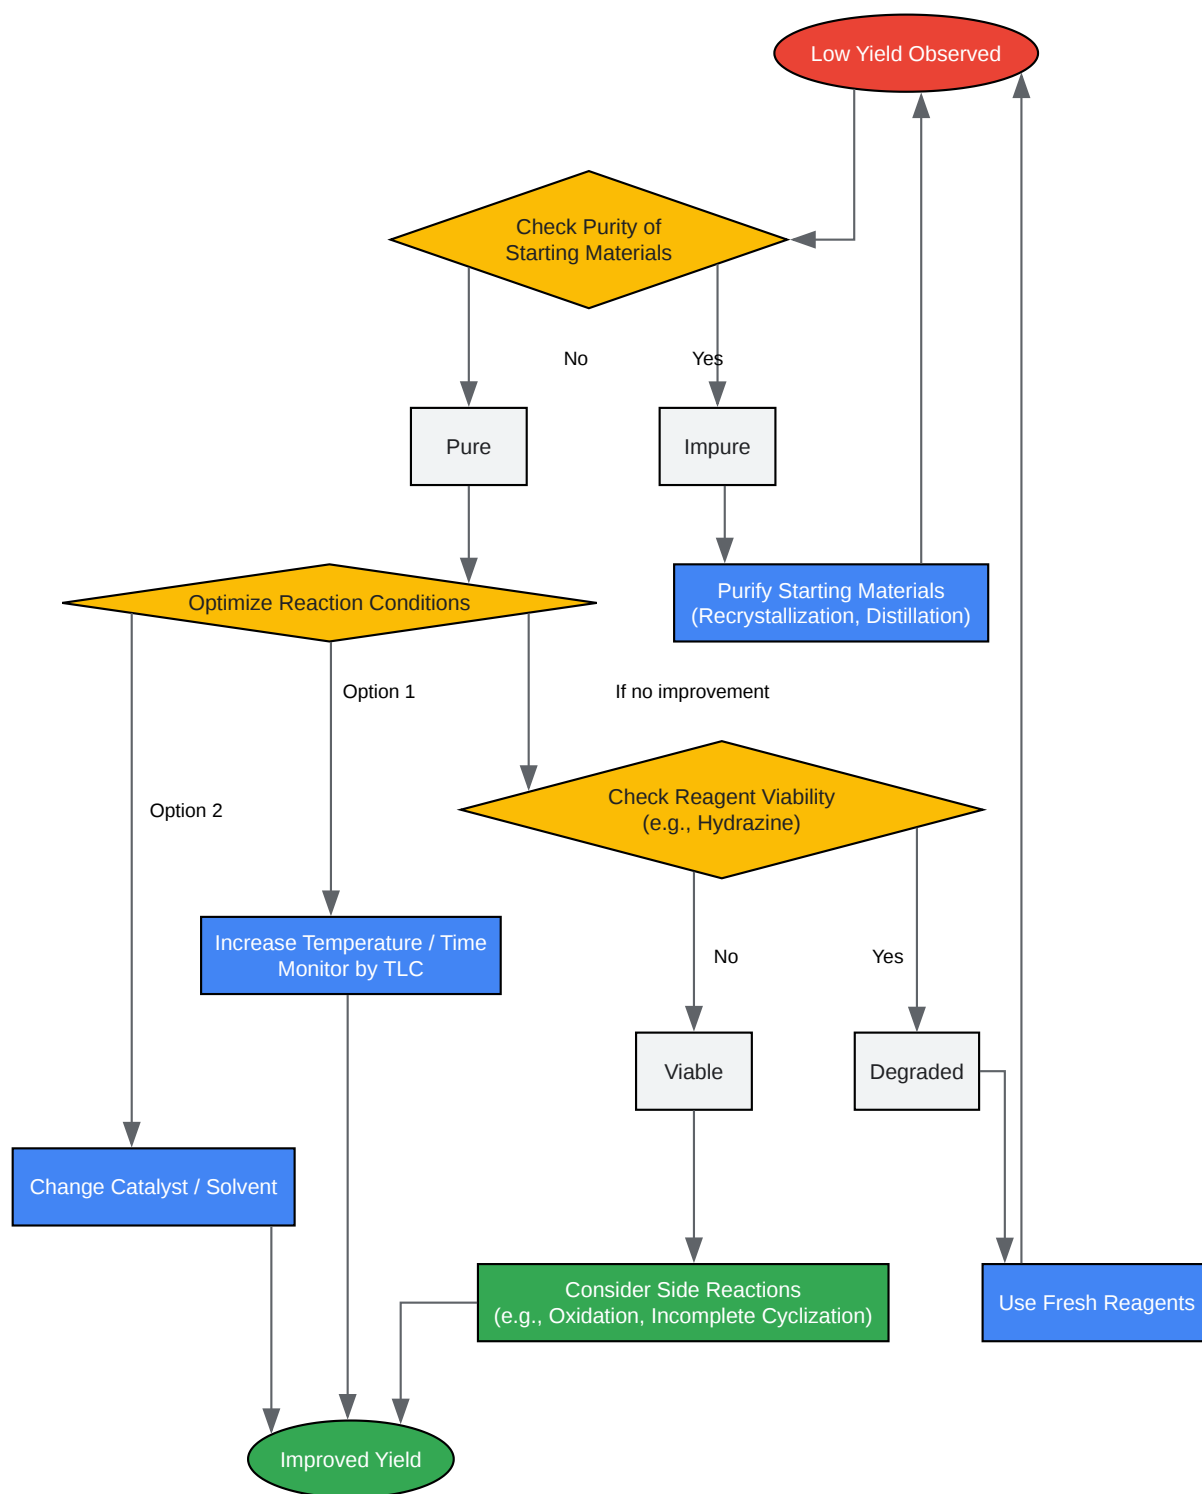 Low Yield Observed
Check Purity of
Starting Materials
No
Yes
Pure
Impure
Purify Starting Materials
(Recrystallization, Distillation)
Optimize Reaction Conditions
Option 1
If no improvement
Option 2
Check Reagent Viability
(e.g., Hydrazine)
Increase Temperature / Time
Monitor by TLC
No
Yes
Viable
Degraded
Change Catalyst / Solvent
Consider Side Reactions
(e.g., Oxidation, Incomplete Cyclization)
Use Fresh Reagents
Improved Yield